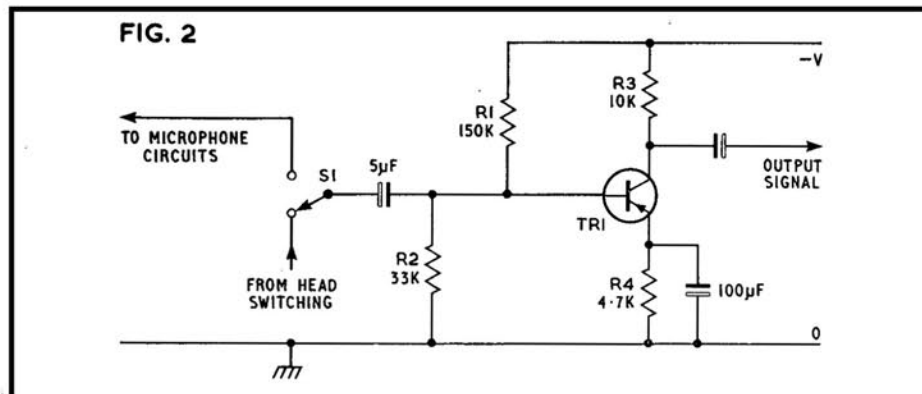 FIG. 2
−V
R3
10K
R1
150K
TO MICROPHONE
CIRCUITS
OUTPUT
SIGNAL
S1
5µF
TR1
R2
33K
FROM HEAD
SWITCHING
R4
4·7K
100µF
0